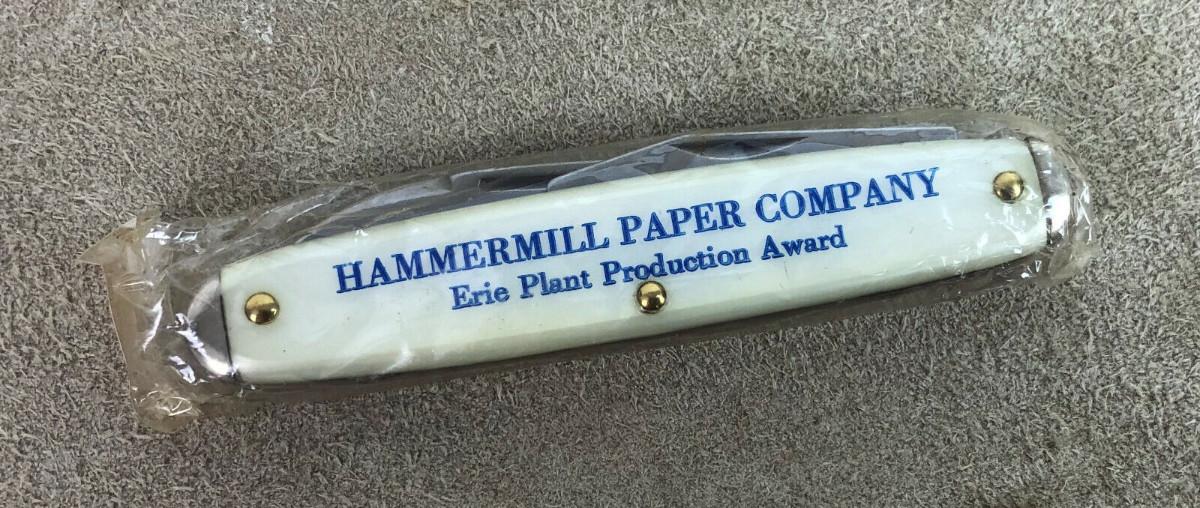 HAMMERMILL PAPER COMPANY
Erie Plant Production Award